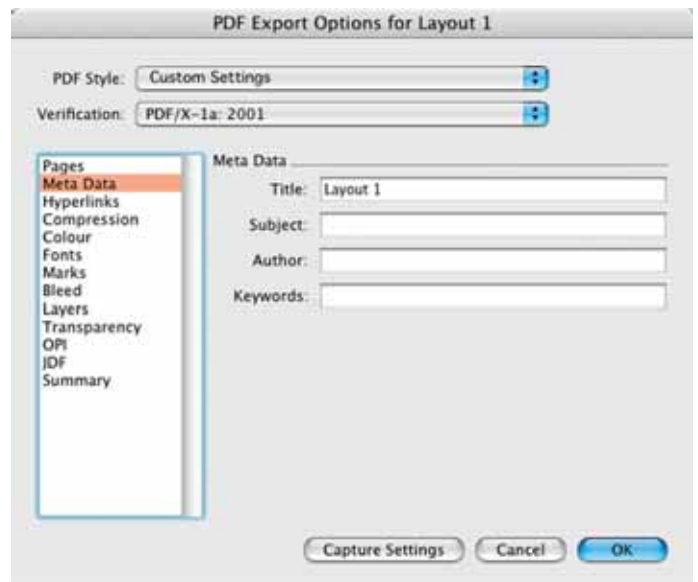 PDF Export Options for Layout 1
PDF Style: Custom Settings
Verification: PDF/X-1a: 2001
Pages
Meta Data
Hyperlinks
Compression
Colour
Fonts
Marks
Bleed
Layers
Transparency
OPI
JDF
Summary
Meta Data
Title: Layout 1
Subject:
Author:
Keywords:
Capture Settings Cancel OK